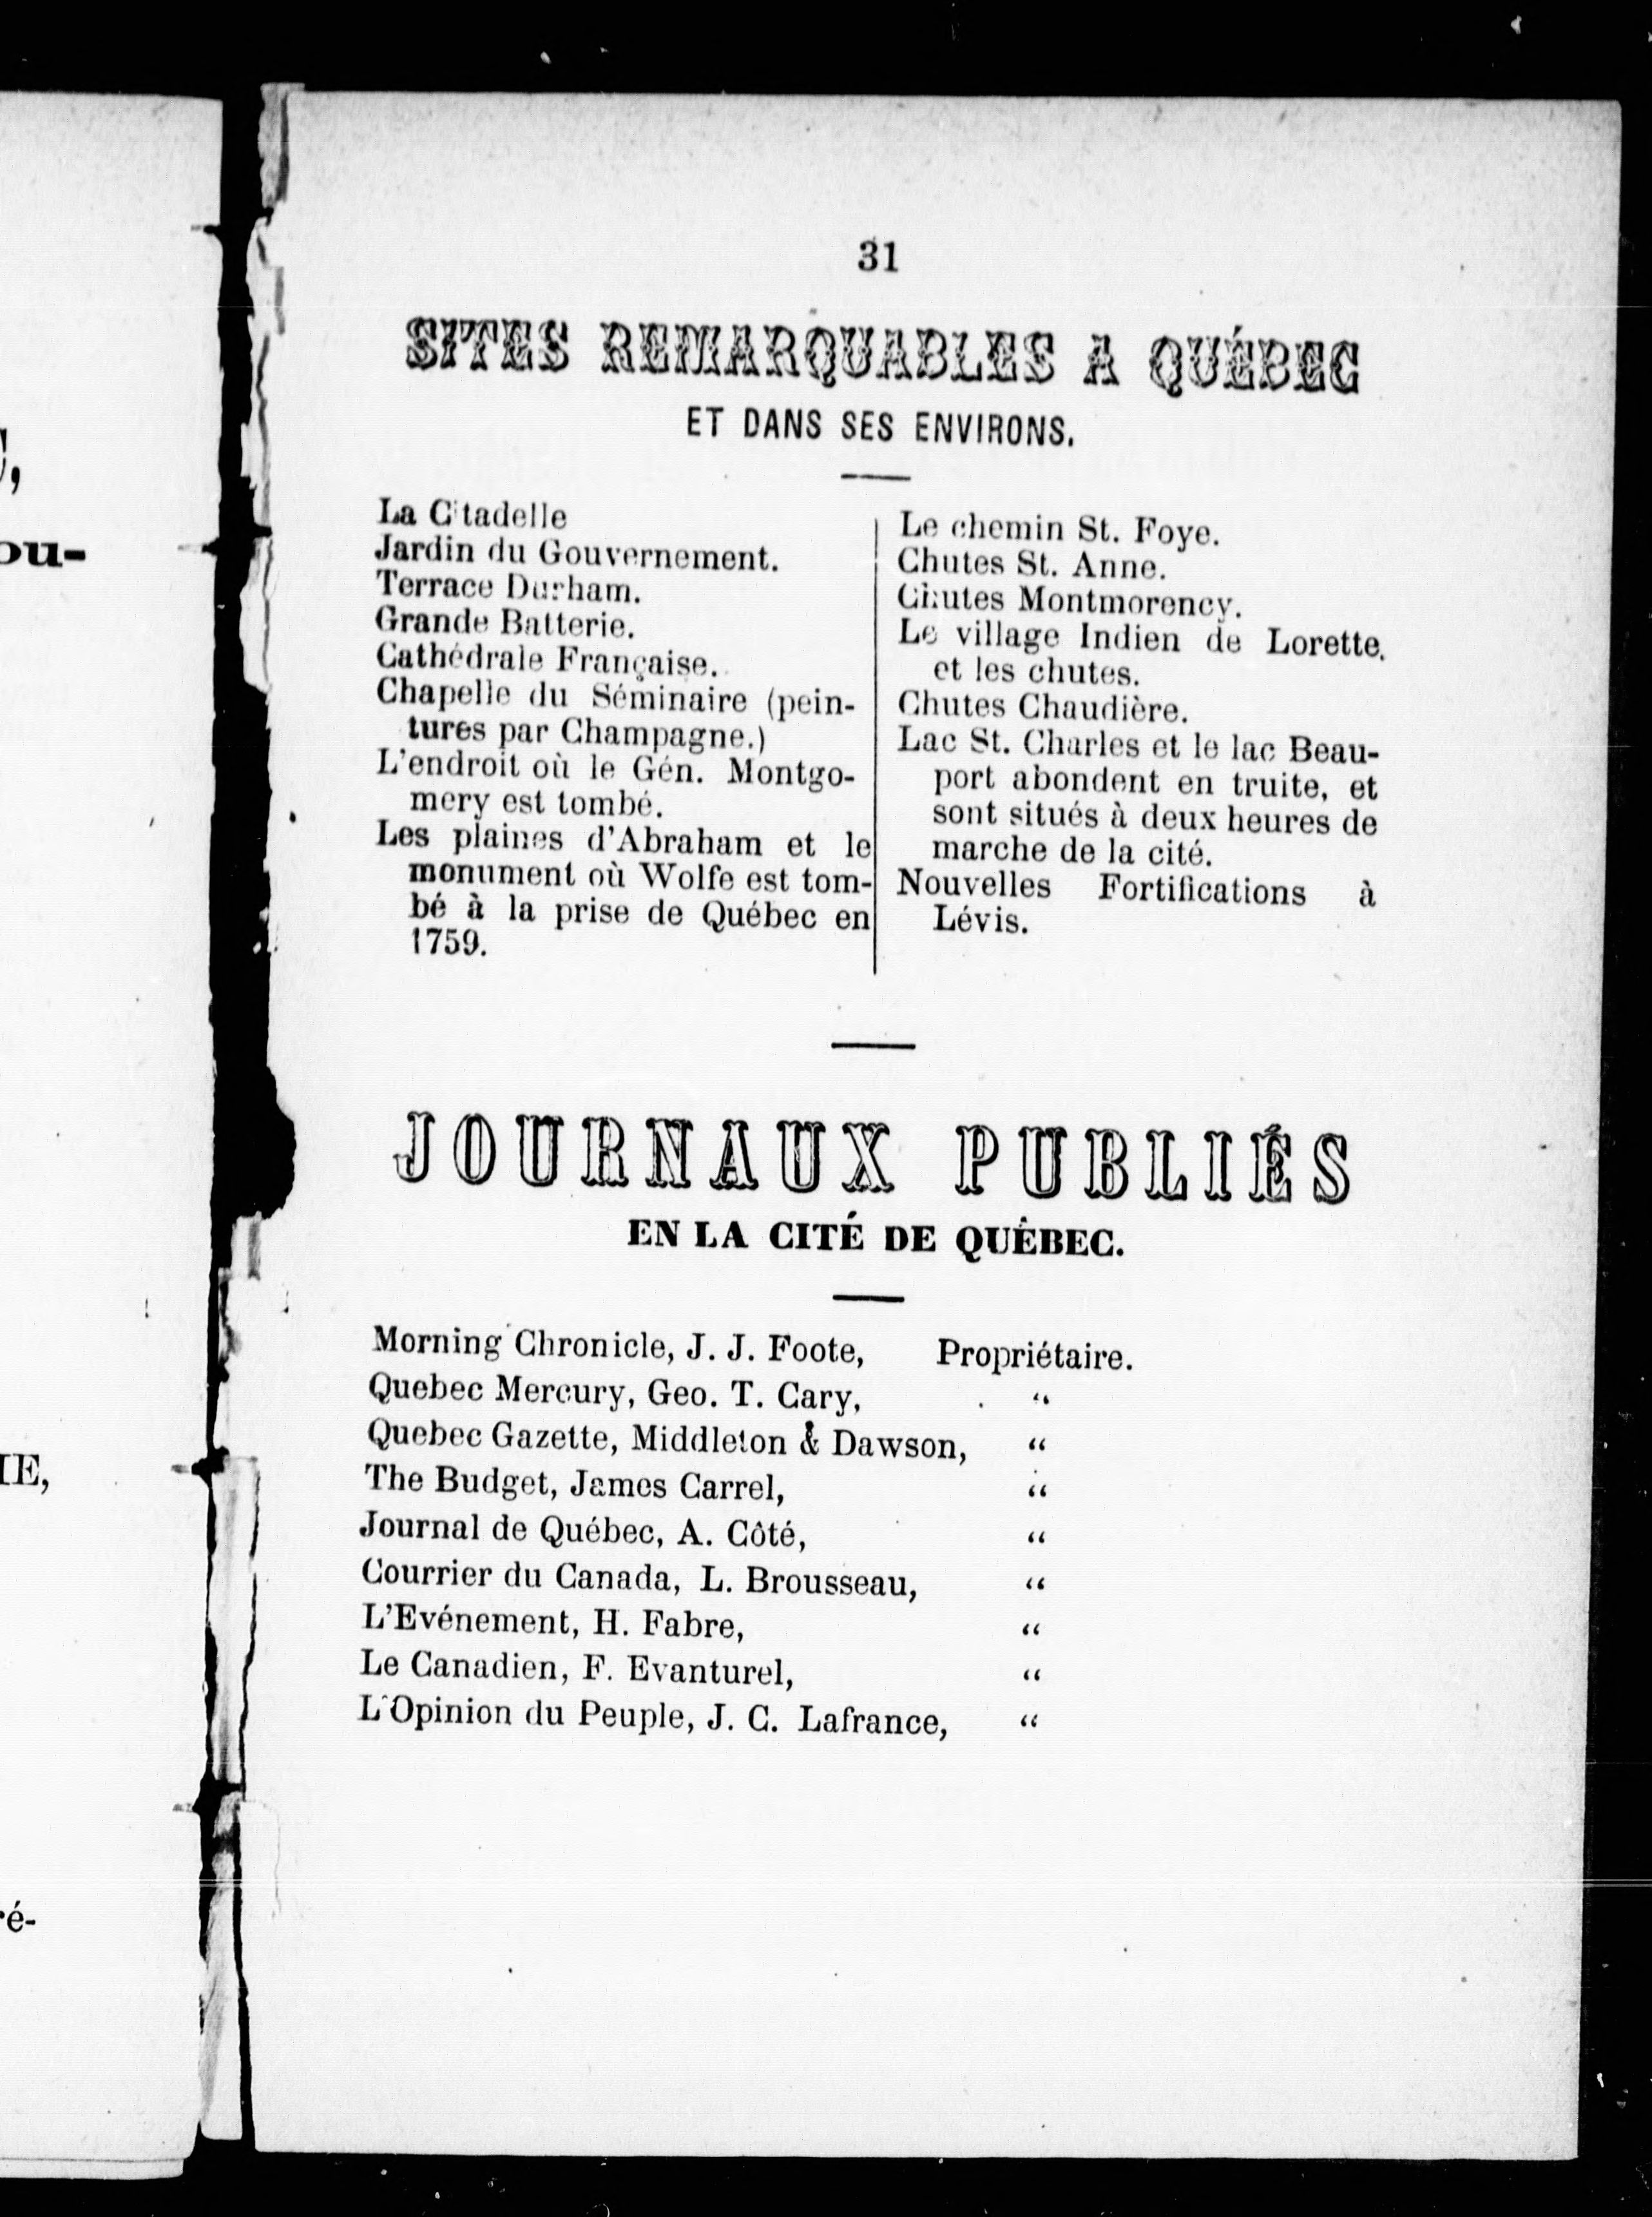 31
SITES REMARQUABLES A QUÉBEC
ET DANS SES ENVIRONS.
La Citadelle
Jardin du Gouvernement.
Terrace Durham.
Grande Batterie.
Cathédrale Française.
Chapelle du Séminaire (pein-
tures par Champagne.)
L'endroit où le Gén. Montgo-
mery est tombé.
Les plaines d'Abraham et le
monument où Wolfe est tom-
bé à la prise de Québec en
1759.
Le chemin St. Foye.
Chutes St. Anne.
Chutes Montmorency.
Le village Indien de Lorette,
et les chutes.
Chutes Chaudière.
Lac St. Charles et le lac Beau-
port abondent en truite, et
sont situés à deux heures de
marche de la cité.
Nouvelles Fortifications à
Lévis.
JOURNAUX PUBLIÉS
EN LA CITÉ DE QUÉBEC.
Morning Chronicle, J. J. Foote, Propriétaire.
Quebec Mercury, Geo. T. Cary, “
Quebec Gazette, Middleton & Dawson, “
The Budget, James Carrel, “
Journal de Québec, A. Côté, “
Courrier du Canada, L. Brousseau, “
L'Evénement, H. Fabre, “
Le Canadien, F. Evanturel, “
L'Opinion du Peuple, J. C. Lafrance, “
ou-
IE,
ré-